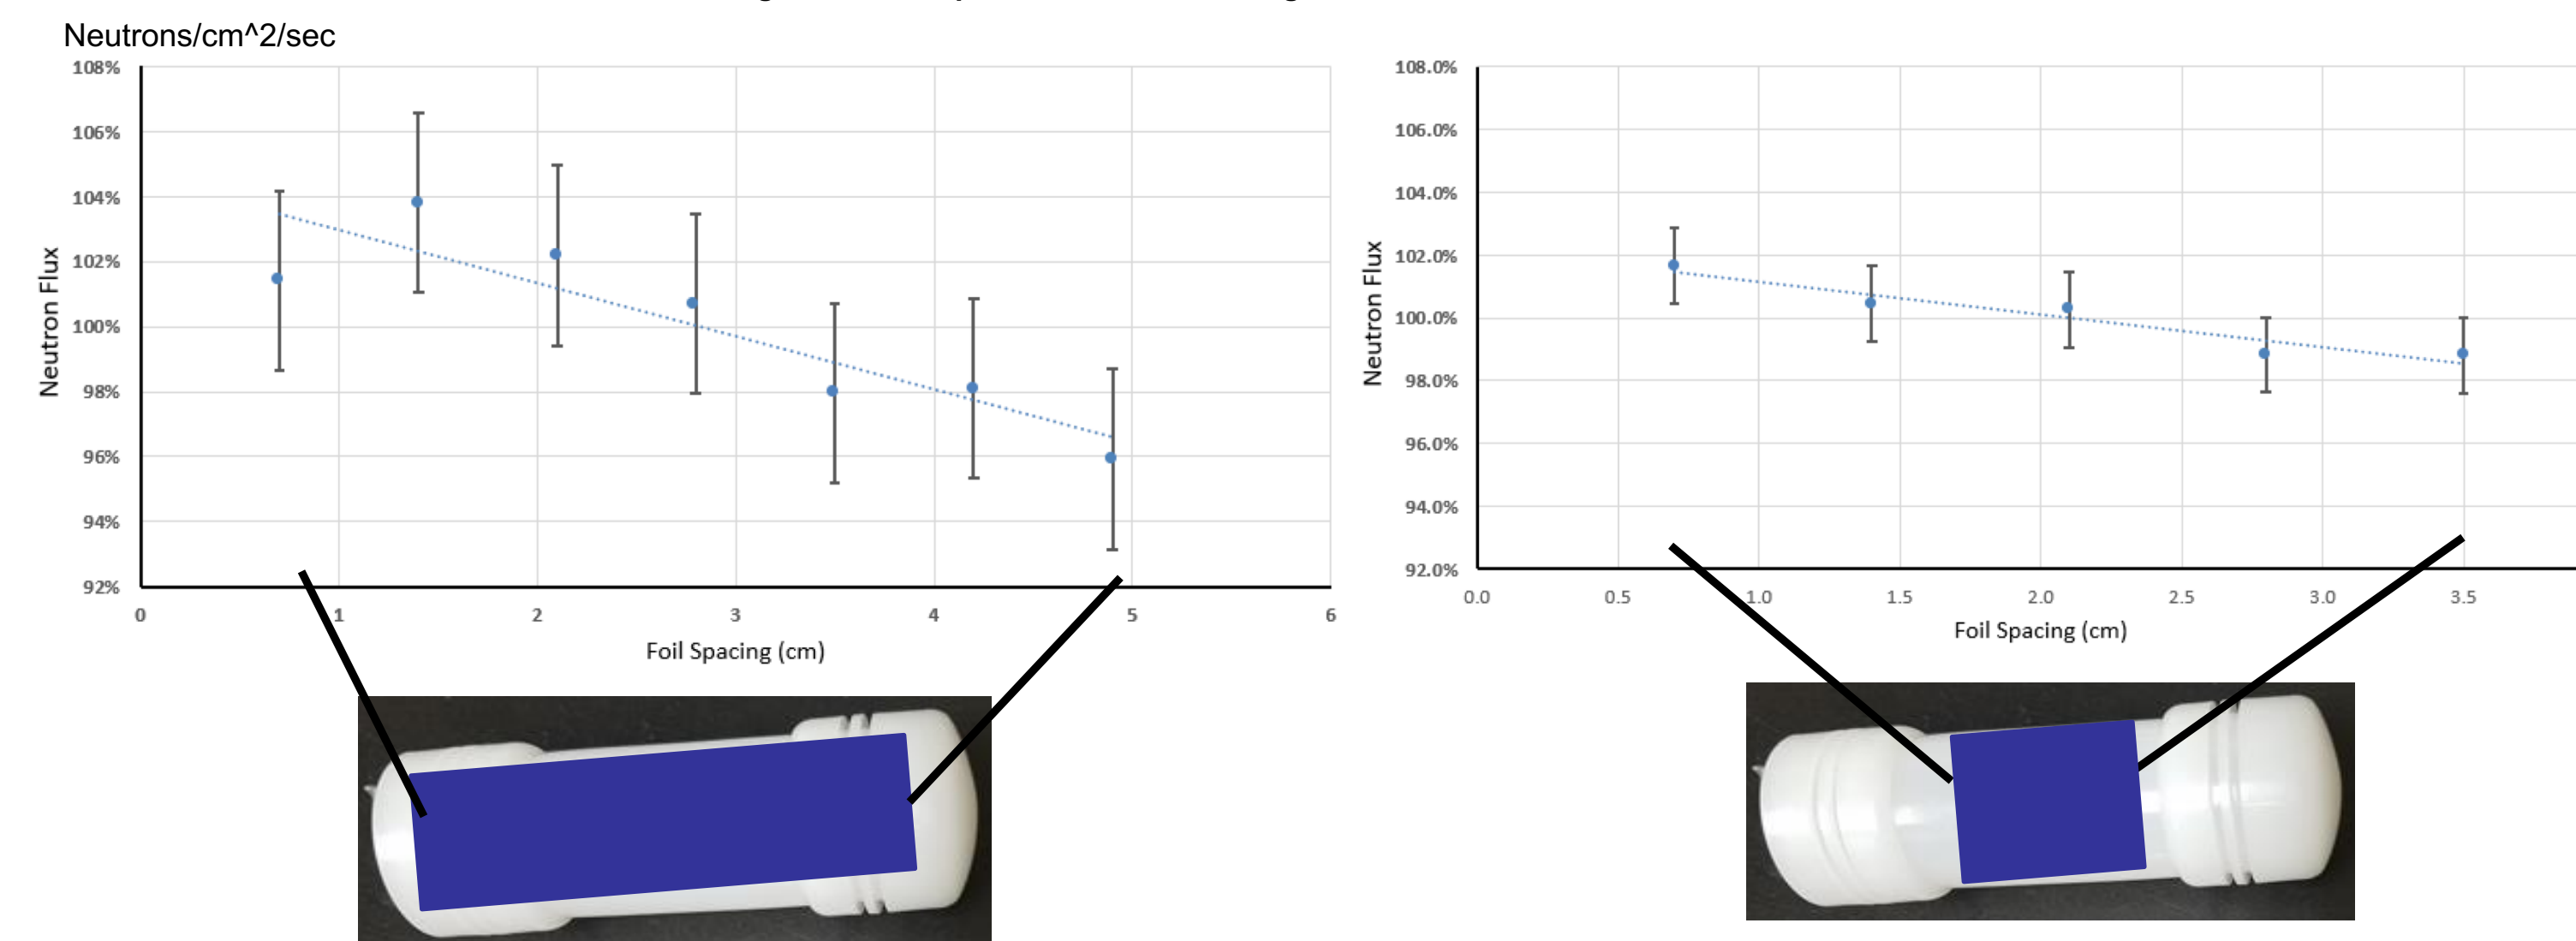 Neutrons/cm^2/sec
108%
106%
104%
102%
100%
98%
96%
94%
92%
Neutron Flux
0 1 2 3 4 5 6
Foil Spacing (cm)
108.0%
106.0%
104.0%
102.0%
100.0%
98.0%
96.0%
94.0%
92.0%
Neutron Flux
0.0 0.5 1.0 1.5 2.0 2.5 3.0 3.5
Foil Spacing (cm)